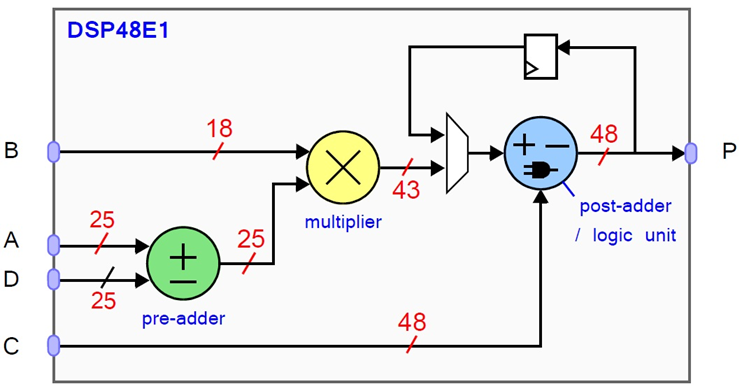 DSP48E1
18
B
48
P
43
multiplier
post-adder
/ logic unit
25
A
25
D
25
pre-adder
48
C